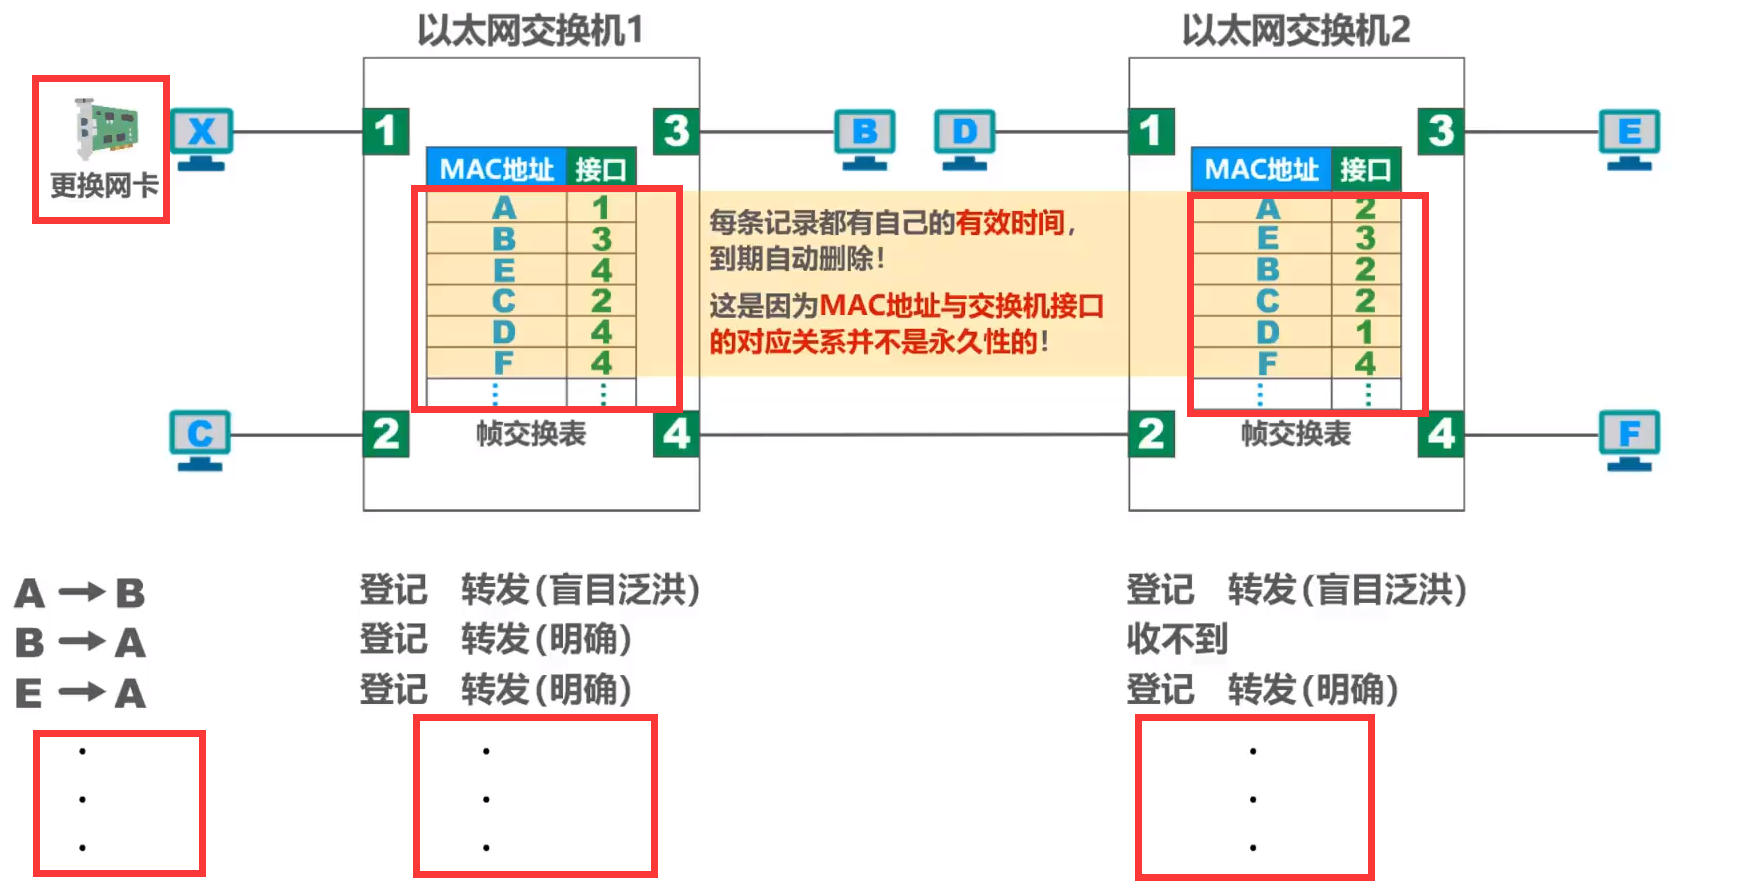 以太网交换机1
以太网交换机2
更换网卡
X
1
3
B
D
1
3
E
MAC地址 接口
A 1
B 3
E 4
C 2
D 4
F 4
⋮ ⋮
帧交换表
每条记录都有自己的有效时间，
到期自动删除！
这是因为MAC地址与交换机接口
的对应关系并不是永久性的！
MAC地址 接口
A 2
E 3
B 2
C 2
D 1
F 4
⋮ ⋮
帧交换表
C
2
4
2
4
F
A → B 登记 转发(盲目泛洪) 登记 转发(盲目泛洪)
B → A 登记 转发(明确) 收不到
E → A 登记 转发(明确) 登记 转发(明确)
· · ·
· · ·
· · ·